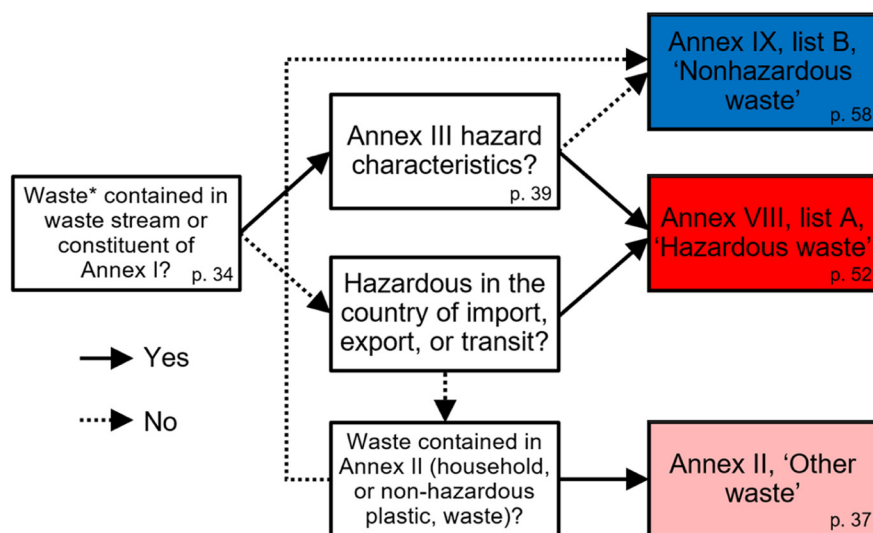 Waste* contained in
waste stream or
constituent of
Annex I?
p. 34
Yes
No
Annex III hazard
characteristics?
p. 39
Hazardous in the
country of import,
export, or transit?
Waste contained in
Annex II (household,
or non-hazardous
plastic, waste)?
Annex IX, list B,
‘Nonhazardous
waste’
p. 58
Annex VIII, list A,
‘Hazardous waste’
p. 52
Annex II, ‘Other
waste’
p. 37